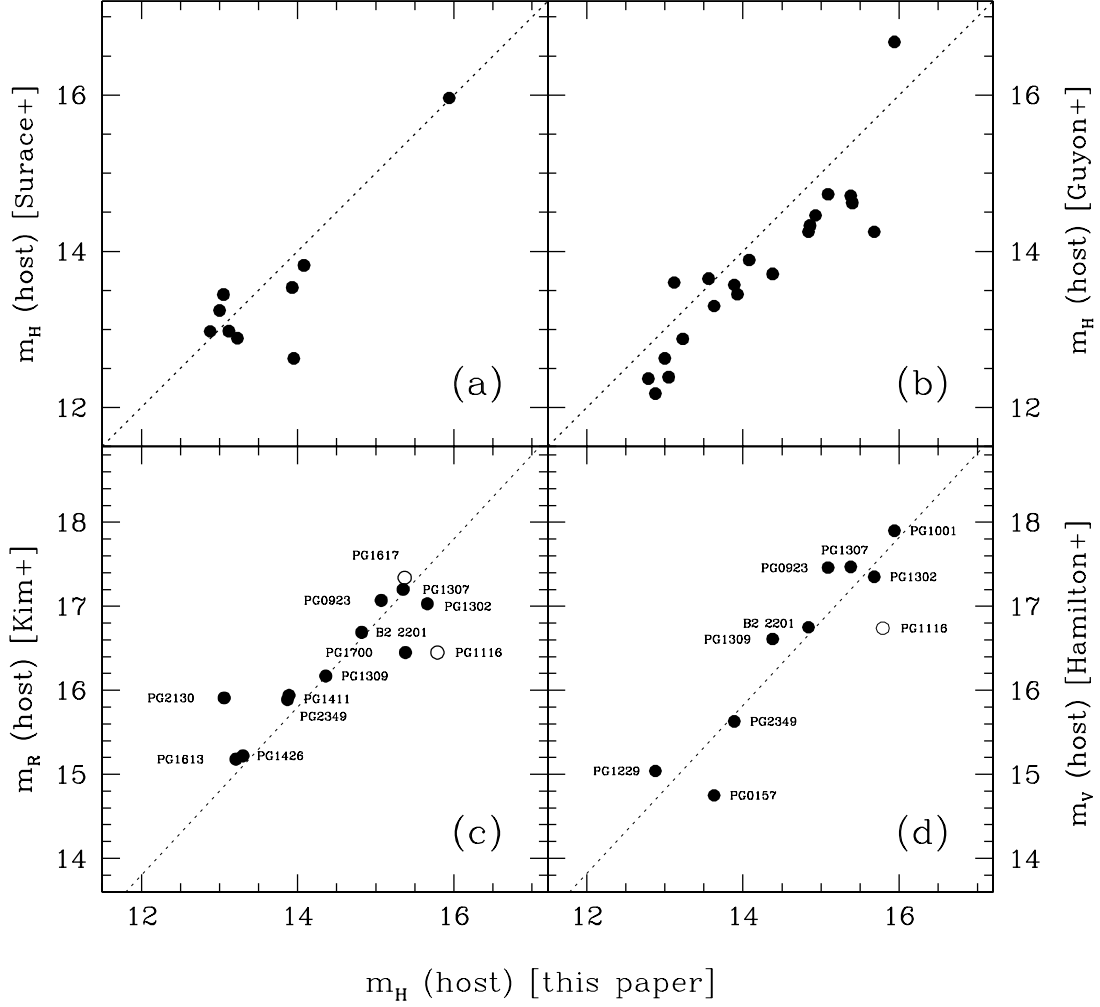 16
14
12
m_H (host) [Surace+]
(a)
16
14
12
m_H (host) [Guyon+]
(b)
18
17
16
15
14
m_R (host) [Kim+]
PG1617
PG1307
PG0923
PG1302
B2 2201
PG1700
PG1116
PG1309
PG2130
PG1411
PG2349
PG1613
PG1426
(c)
12
14
16
18
17
16
15
14
m_V (host) [Hamilton+]
PG1001
PG1307
PG0923
PG1302
B2 2201
PG1116
PG1309
PG2349
PG1229
PG0157
(d)
12
14
16
m_H (host) [this paper]